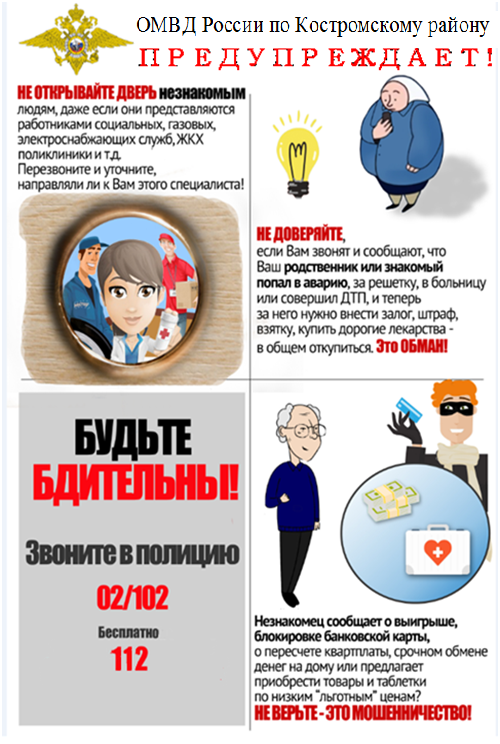 ОМВД России по Костромскому району
ПРЕДУПРЕЖДАЕТ!
НЕ ОТКРЫВАЙТЕ ДВЕРЬ незнакомым
людям, даже если они представляются
работниками социальных, газовых,
электроснабжающих служб, ЖКХ
поликлиники и т.д.
Перезвоните и уточните,
направляли ли к Вам этого специалиста!
НЕ ДОВЕРЯЙТЕ,
если Вам звонят и сообщают, что
Ваш родственник или знакомый
попал в аварию, за решетку, в больницу
или совершил ДТП, и теперь
за него нужно внести залог, штраф,
взятку, купить дорогие лекарства -
в общем откупиться. Это ОБМАН!
БУДЬТЕ
БДИТЕЛЬНЫ!
Звоните в полицию
02/102
Бесплатно
112
Незнакомец сообщает о выигрыше,
блокировке банковской карты,
о пересчете квартплаты, срочном обмене
денег на дому или предлагает
приобрести товары и таблетки
по низким "льготным" ценам?
НЕ ВЕРЬТЕ - ЭТО МОШЕННИЧЕСТВО!